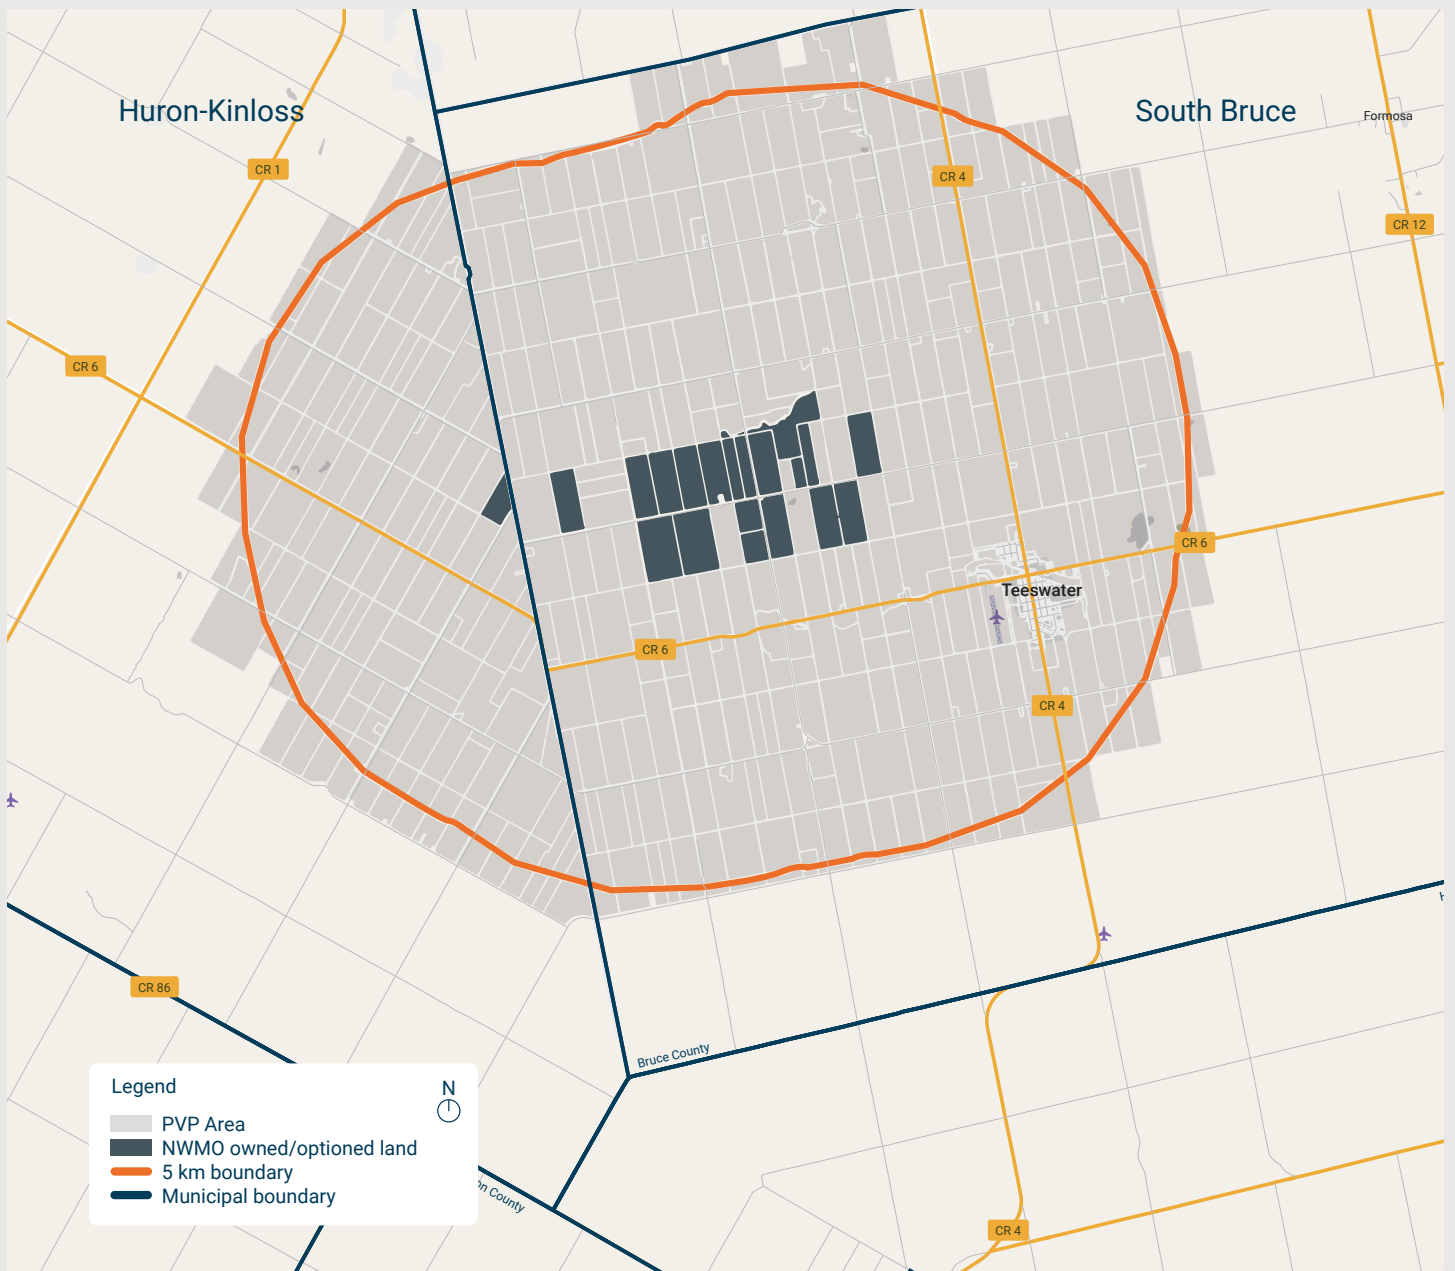 Huron-Kinloss
South Bruce
Formosa
CR 1
CR 4
CR 12
CR 6
CR 6
Teeswater
CR 6
CR 4
CR 86
Bruce County
Legend
N
PVP Area
NWMO owned/optioned land
5 km boundary
Municipal boundary
County
CR 4